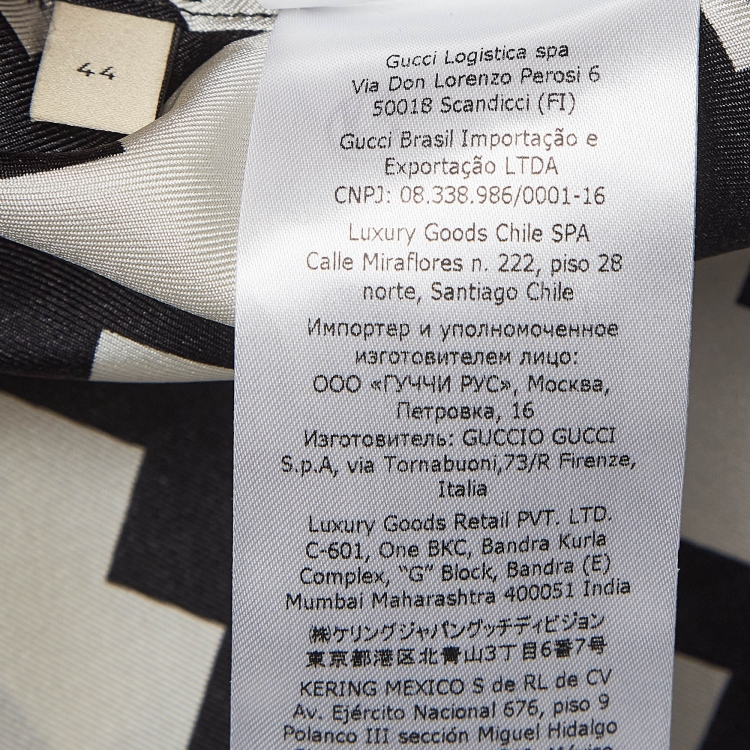 44
Gucci Logistica spa
Via Don Lorenzo Perosi 6
50018 Scandicci (FI)
Gucci Brasil Importação e
Exportação LTDA
CNPJ: 08.338.986/0001-16
Luxury Goods Chile SPA
Calle Miraflores n. 222, piso 28
norte, Santiago Chile
Импортер и уполномоченное
изготовителем лицо:
ООО «ГУЧЧИ РУС», Москва,
Петровка, 16
Изготовитель: GUCCIO GUCCI
S.p.A, via Tornabuoni,73/R Firenze,
Italia
Luxury Goods Retail PVT. LTD.
C-601, One BKC, Bandra Kurla
Complex, “G” Block, Bandra (E)
Mumbai Maharashtra 400051 India
㈱ケリングジャパングッチディビジョン
東京都港区北青山3丁目6番7号
KERING MEXICO S de RL de CV
Av. Ejército Nacional 676, piso 9
Polanco III sección Miguel Hidalgo